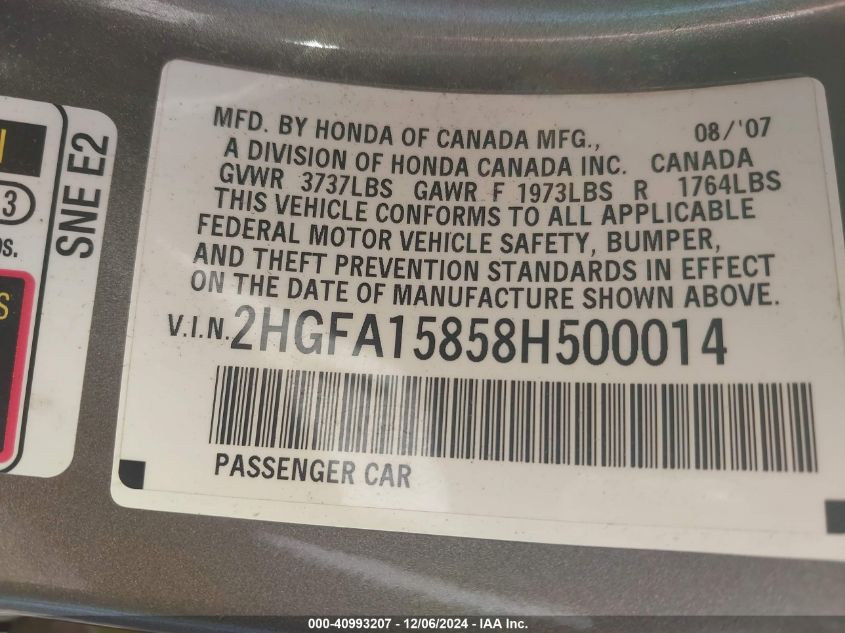 MFD. BY HONDA OF CANADA MFG., 08/'07
A DIVISION OF HONDA CANADA INC. CANADA
GVWR 3737LBS GAWR F 1973LBS R 1764LBS
THIS VEHICLE CONFORMS TO ALL APPLICABLE
FEDERAL MOTOR VEHICLE SAFETY, BUMPER,
AND THEFT PREVENTION STANDARDS IN EFFECT
ON THE DATE OF MANUFACTURE SHOWN ABOVE.
V.I.N. 2HGFA15858H500014
PASSENGER CAR
SNE E2
3
S
000-40993207 - 12/06/2024 - IAA Inc.